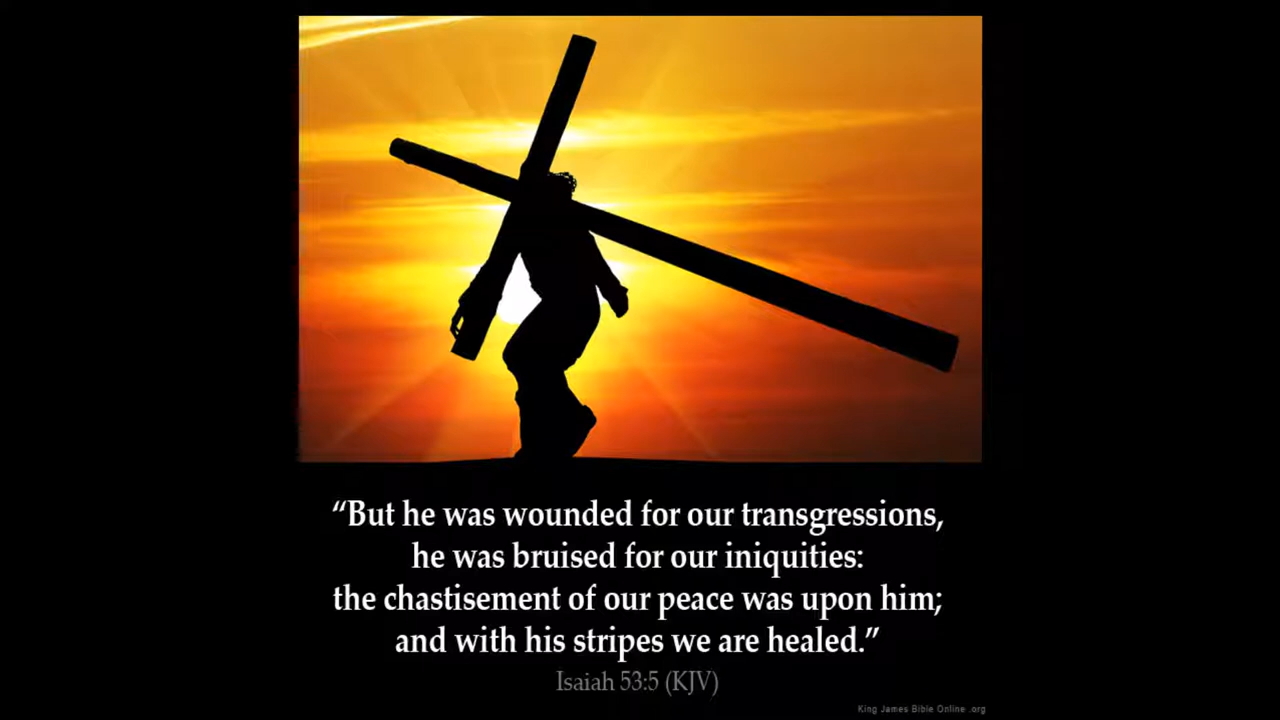 “But he was wounded for our transgressions,
he was bruised for our iniquities:
the chastisement of our peace was upon him;
and with his stripes we are healed.”
Isaiah 53:5 (KJV)
King James Bible Online .org